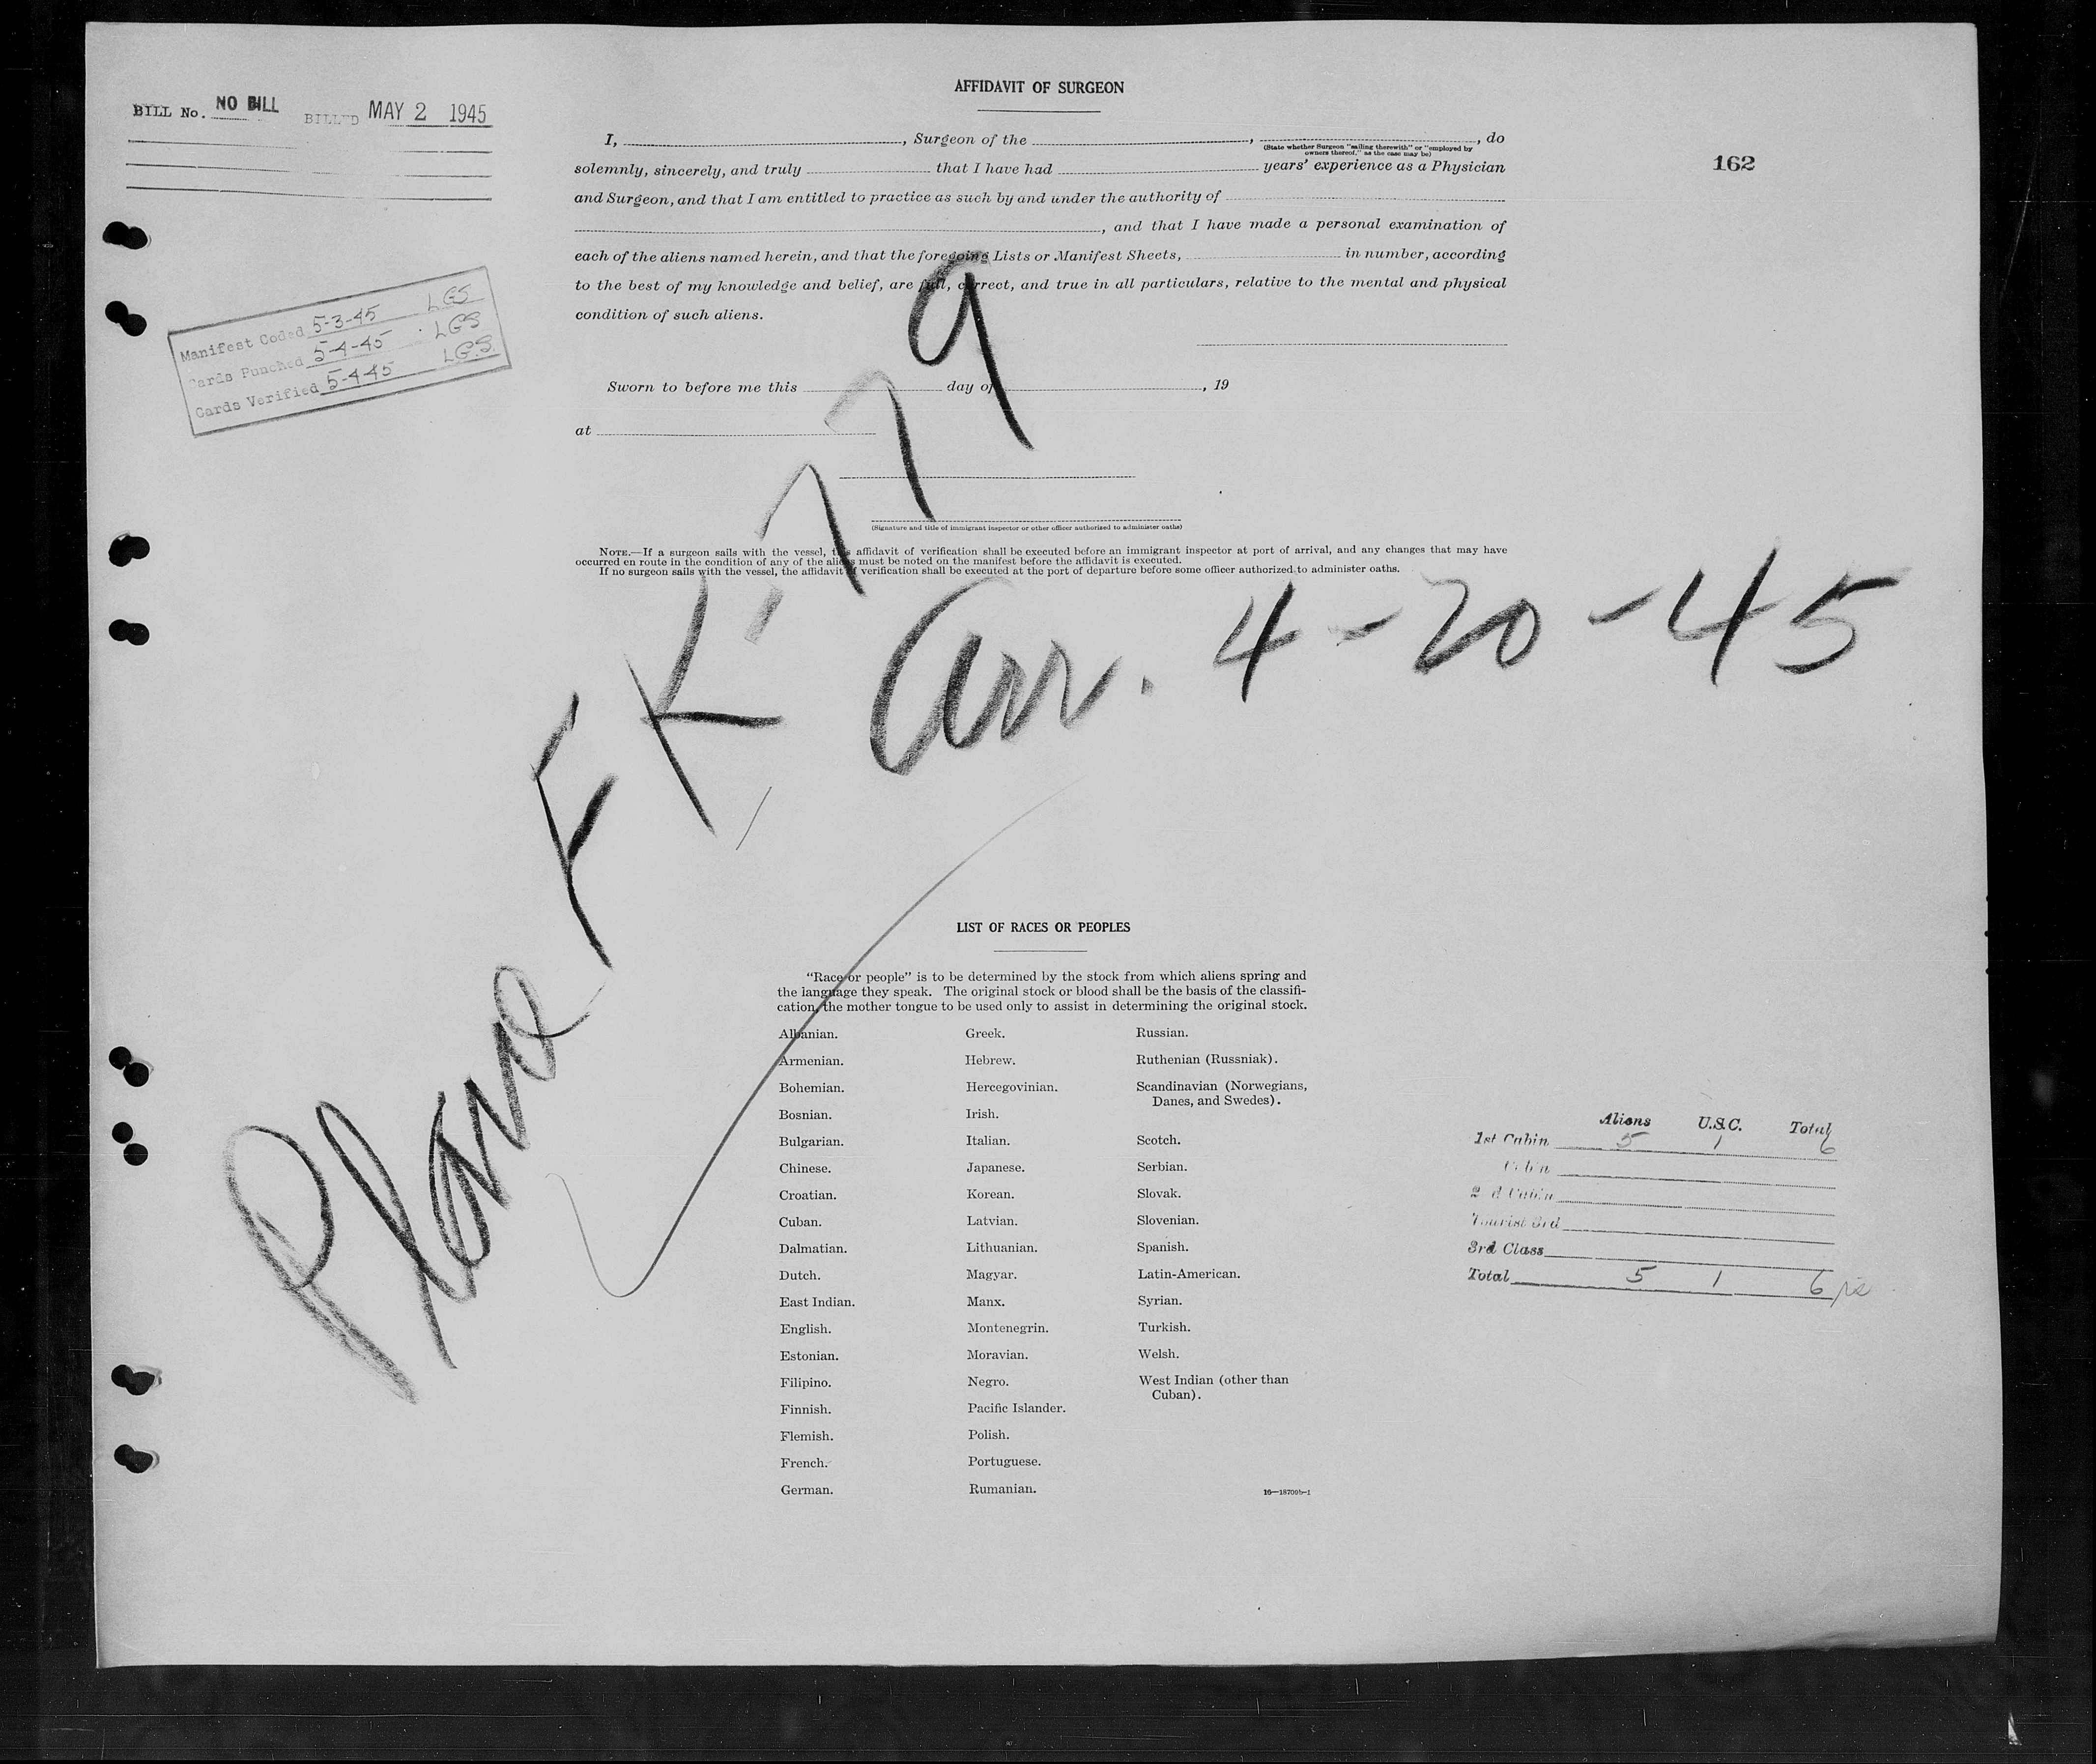 BILL No. NO BILL BILL'D MAY 2 1945
162
Manifest Coded 5-3-45 LGS
Cards Punched 5-4-45 LGS
Cards Verified 5-4-45 LGS
AFFIDAVIT OF SURGEON
I, , Surgeon of the , , do
(State whether Surgeon "sailing therewith" or "employed by
owners thereof," as the case may be)
solemnly, sincerely, and truly that I have had years' experience as a Physician
and Surgeon, and that I am entitled to practice as such by and under the authority of
, and that I have made a personal examination of
each of the aliens named herein, and that the foregoing Lists or Manifest Sheets, in number, according
to the best of my knowledge and belief, are full, correct, and true in all particulars, relative to the mental and physical
condition of such aliens.
Sworn to before me this day of , 19
at
(Signature and title of immigrant inspector or other officer authorized to administer oaths)
NOTE.—If a surgeon sails with the vessel, this affidavit of verification shall be executed before an immigrant inspector at port of arrival, and any changes that may have
occurred en route in the condition of any of the aliens must be noted on the manifest before the affidavit is executed.
If no surgeon sails with the vessel, the affidavit of verification shall be executed at the port of departure before some officer authorized to administer oaths.
Plane FK-779
Arr. 4-20-45
LIST OF RACES OR PEOPLES
"Race or people" is to be determined by the stock from which aliens spring and
the language they speak. The original stock or blood shall be the basis of the classifi-
cation, the mother tongue to be used only to assist in determining the original stock.
Albanian. Greek. Russian.
Armenian. Hebrew. Ruthenian (Russniak).
Bohemian. Hercegovinian. Scandinavian (Norwegians,
Danes, and Swedes).
Bosnian. Irish.
Bulgarian. Italian. Scotch.
Chinese. Japanese. Serbian.
Croatian. Korean. Slovak.
Cuban. Latvian. Slovenian.
Dalmatian. Lithuanian. Spanish.
Dutch. Magyar. Latin-American.
East Indian. Manx. Syrian.
English. Montenegrin. Turkish.
Estonian. Moravian. Welsh.
Filipino. Negro. West Indian (other than
Cuban).
Finnish. Pacific Islander.
Flemish. Polish.
French. Portuguese.
German. Rumanian.
16—18700b-1
Aliens U.S.C. Total
1st Cabin 5 1 6
Cabin
2 d Cabin
Tourist 3rd
3rd Class
Total 5 1 6